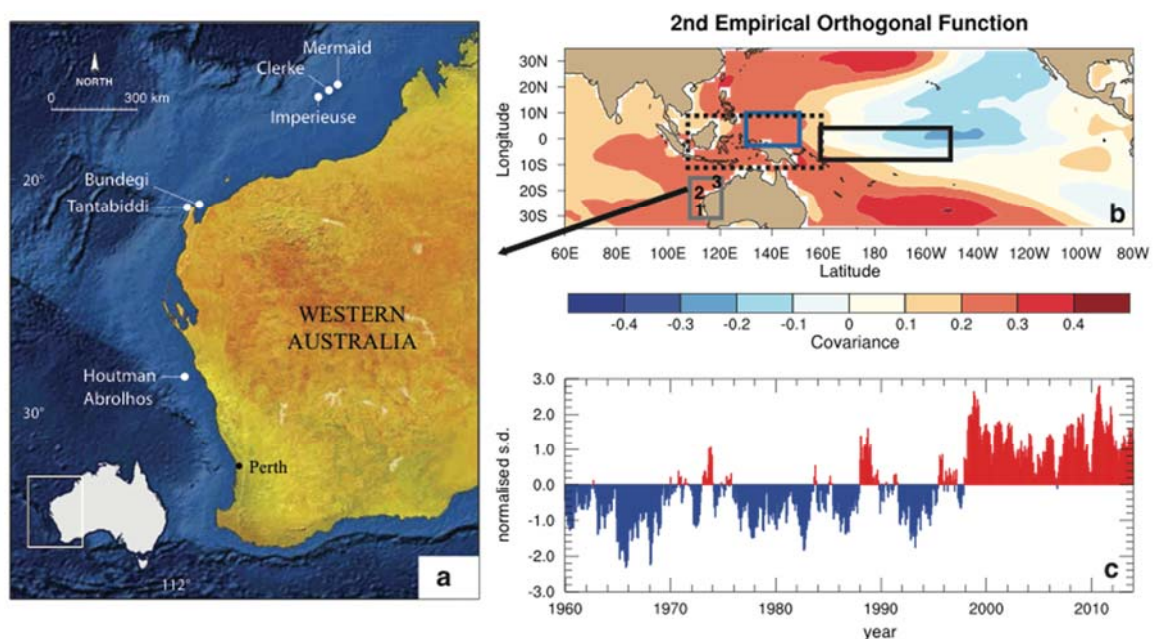 Mermaid
Clerke
NORTH
0 300 km
Imperieuse
20°
Bundegi
Tantabiddi
WESTERN
AUSTRALIA
Houtman
Abrolhos
30°
Perth
112°
a
2nd Empirical Orthogonal Function
Longitude
30N
20N
10N
0
10S
20S
30S
3
2
1
b
60E 80E 100E 120E 140E 160E 180 160W 140W 120W 100W 80W
Latitude
-0.4 -0.3 -0.2 -0.1 0 0.1 0.2 0.3 0.4
Covariance
normalised s.d.
3.0
2.0
1.0
0.0
-1.0
-2.0
-3.0
c
1960 1970 1980 1990 2000 2010
year